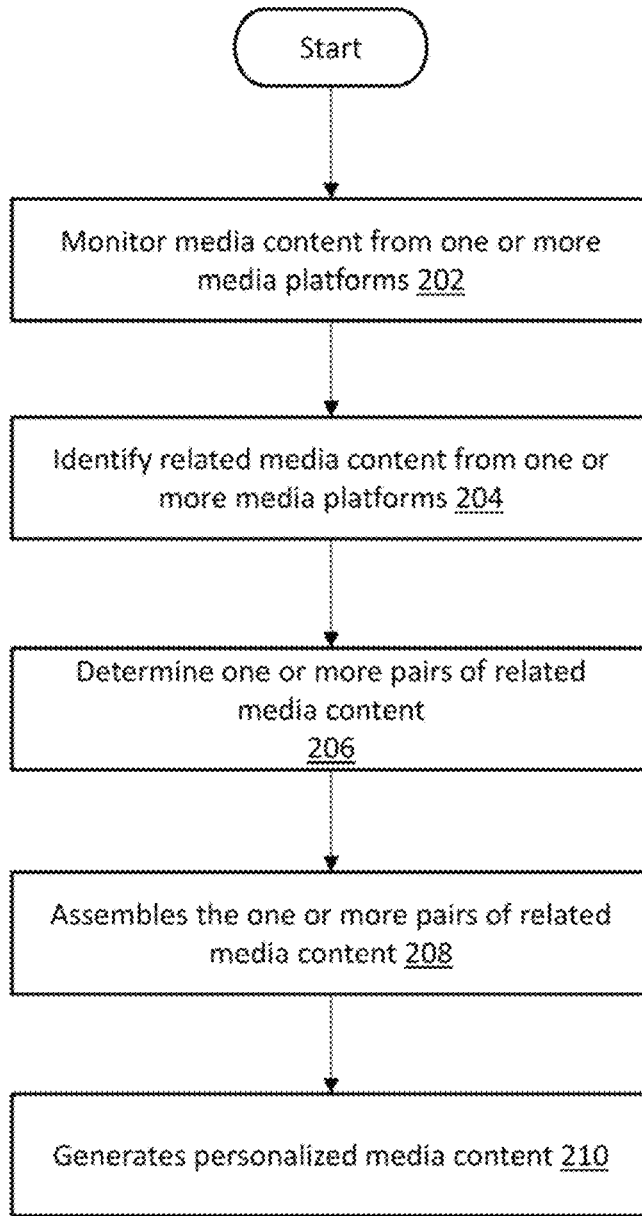 Start
Monitor media content from one or more
media platforms 202
Identify related media content from one or
more media platforms 204
Determine one or more pairs of related
media content
206
Assembles the one or more pairs of related
media content 208
Generates personalized media content 210